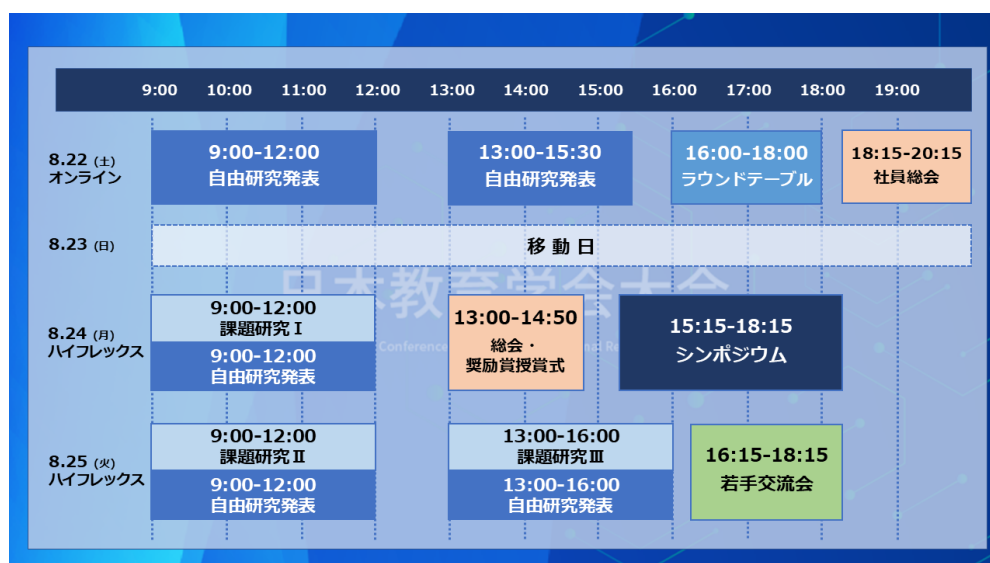 9:00 10:00 11:00 12:00 13:00 14:00 15:00 16:00 17:00 18:00 19:00
8.22 (土)
オンライン
9:00-12:00
自由研究発表
13:00-15:30
自由研究発表
16:00-18:00
ラウンドテーブル
18:15-20:15
社員総会
8.23 (日)
移動日
日本教育学会大会
8.24 (月)
ハイフレックス
9:00-12:00
課題研究Ⅰ
9:00-12:00
自由研究発表
13:00-14:50
総会・
奨励賞授賞式
15:15-18:15
シンポジウム
Conference
8.25 (火)
ハイフレックス
9:00-12:00
課題研究Ⅱ
9:00-12:00
自由研究発表
13:00-16:00
課題研究Ⅲ
13:00-16:00
自由研究発表
16:15-18:15
若手交流会